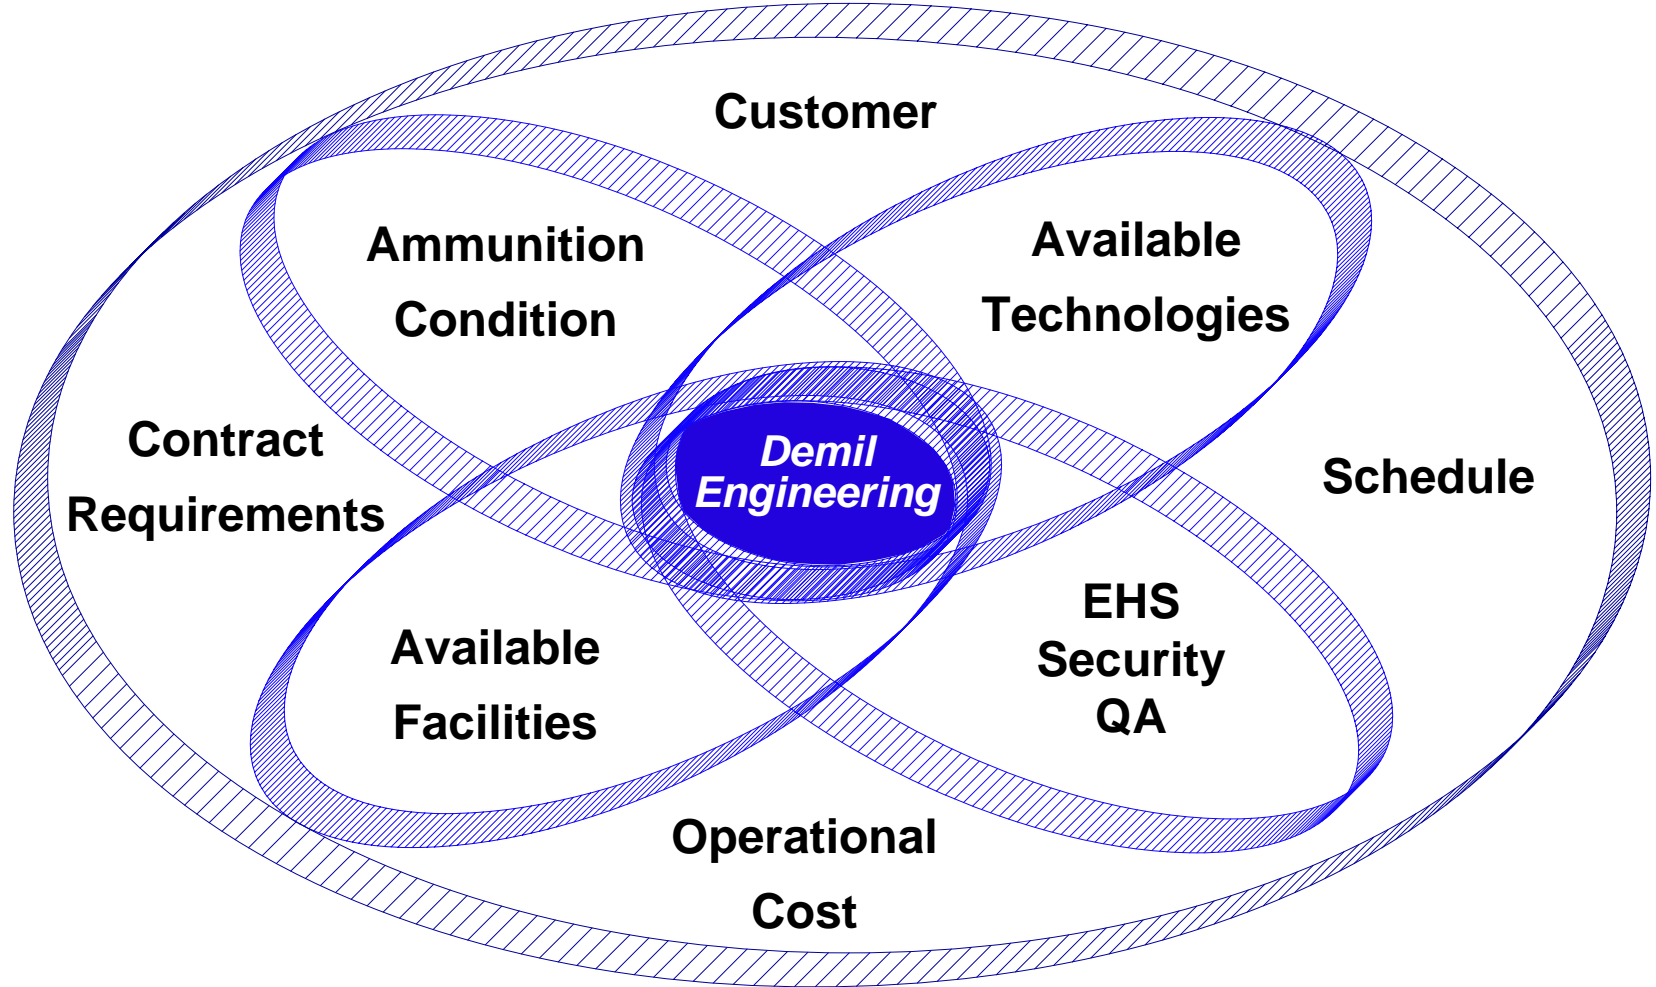 Customer
Ammunition
Condition
Available
Technologies
Contract
Requirements
Demil
Engineering
Schedule
Available
Facilities
EHS
Security
QA
Operational
Cost